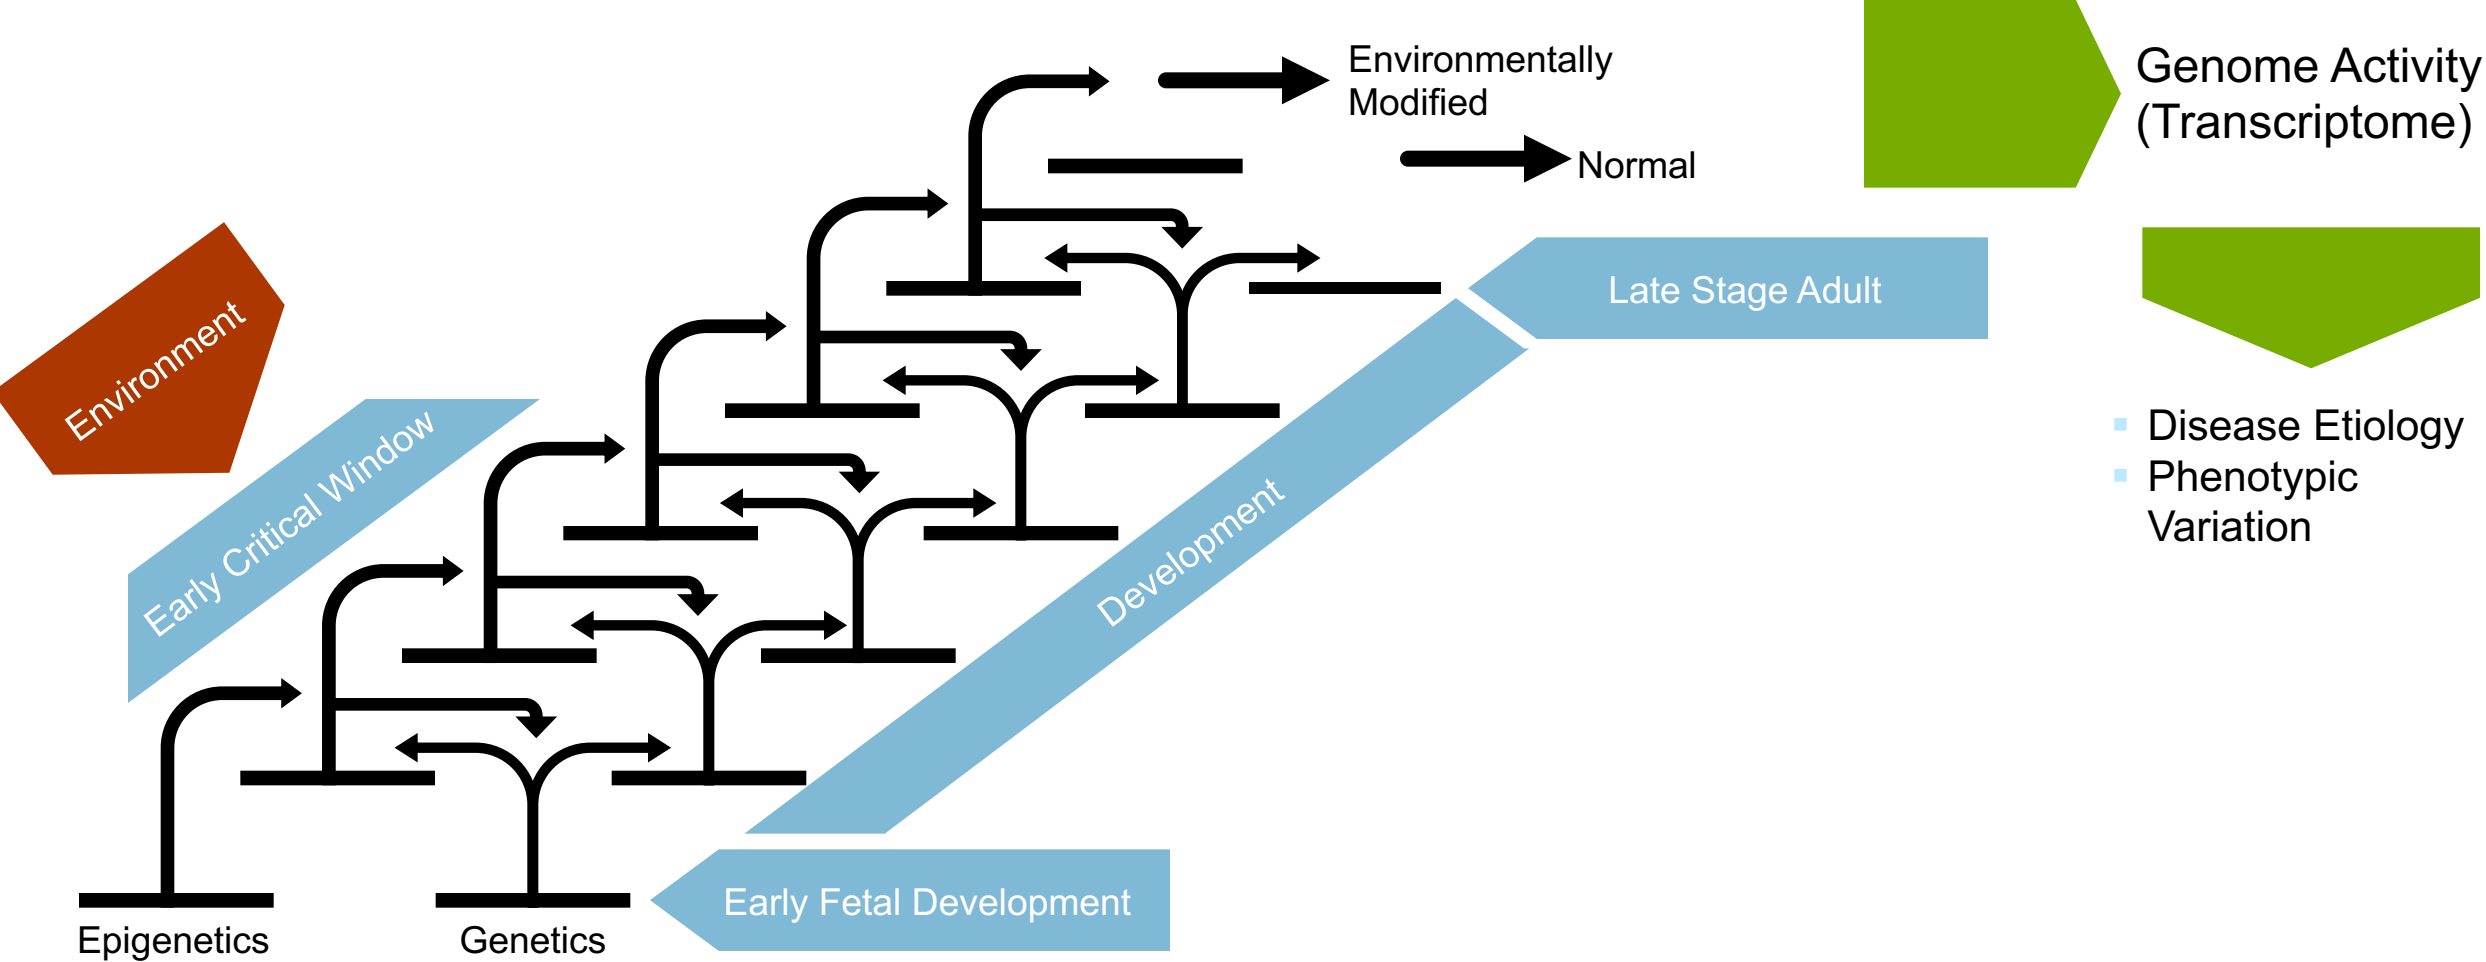 Environmentally
Modified
Normal
Genome Activity
(Transcriptome)
Environment
Late Stage Adult
Early Critical Window
Development
Disease Etiology
Phenotypic
Variation
Early Fetal Development
Epigenetics
Genetics